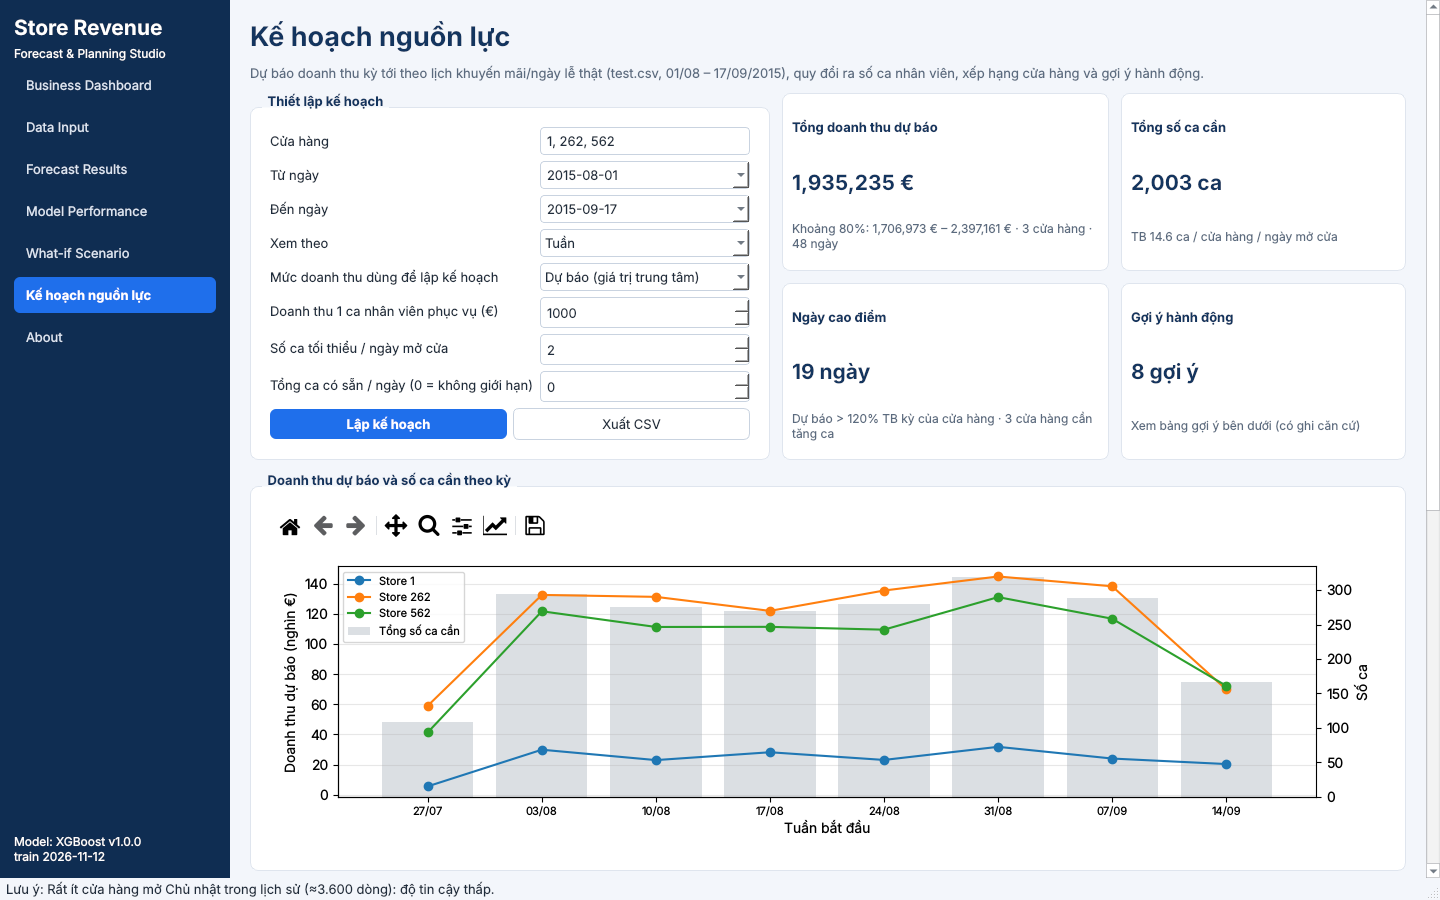 Store Revenue
Forecast & Planning Studio
Business Dashboard
Data Input
Forecast Results
Model Performance
What-if Scenario
Kế hoạch nguồn lực
About
Model: XGBoost v1.0.0
train 2026-11-12
Kế hoạch nguồn lực
Dự báo doanh thu kỳ tới theo lịch khuyến mãi/ngày lễ thật (test.csv, 01/08 – 17/09/2015), quy đổi ra số ca nhân viên, xếp hạng cửa hàng và gợi ý hành động.
Thiết lập kế hoạch
Cửa hàng
1, 262, 562
Từ ngày
2015-08-01
Đến ngày
2015-09-17
Xem theo
Tuần
Mức doanh thu dùng để lập kế hoạch
Dự báo (giá trị trung tâm)
Doanh thu 1 ca nhân viên phục vụ (€)
1000
Số ca tối thiểu / ngày mở cửa
2
Tổng ca có sẵn / ngày (0 = không giới hạn)
0
Lập kế hoạch
Xuất CSV
Tổng doanh thu dự báo
1,935,235 €
Khoảng 80%: 1,706,973 € – 2,397,161 € · 3 cửa hàng ·
48 ngày
Tổng số ca cần
2,003 ca
TB 14.6 ca / cửa hàng / ngày mở cửa
Ngày cao điểm
19 ngày
Dự báo > 120% TB kỳ của cửa hàng · 3 cửa hàng cần
tăng ca
Gợi ý hành động
8 gợi ý
Xem bảng gợi ý bên dưới (có ghi căn cứ)
Doanh thu dự báo và số ca cần theo kỳ
Store 1
Store 262
Store 562
Tổng số ca cần
Doanh thu dự báo (nghìn €)
140
120
100
80
60
40
20
0
300
250
200
150
100
50
0
Số ca
27/07
03/08
10/08
17/08
24/08
31/08
07/09
14/09
Tuần bắt đầu
Lưu ý: Rất ít cửa hàng mở Chủ nhật trong lịch sử (≈3.600 dòng): độ tin cậy thấp.